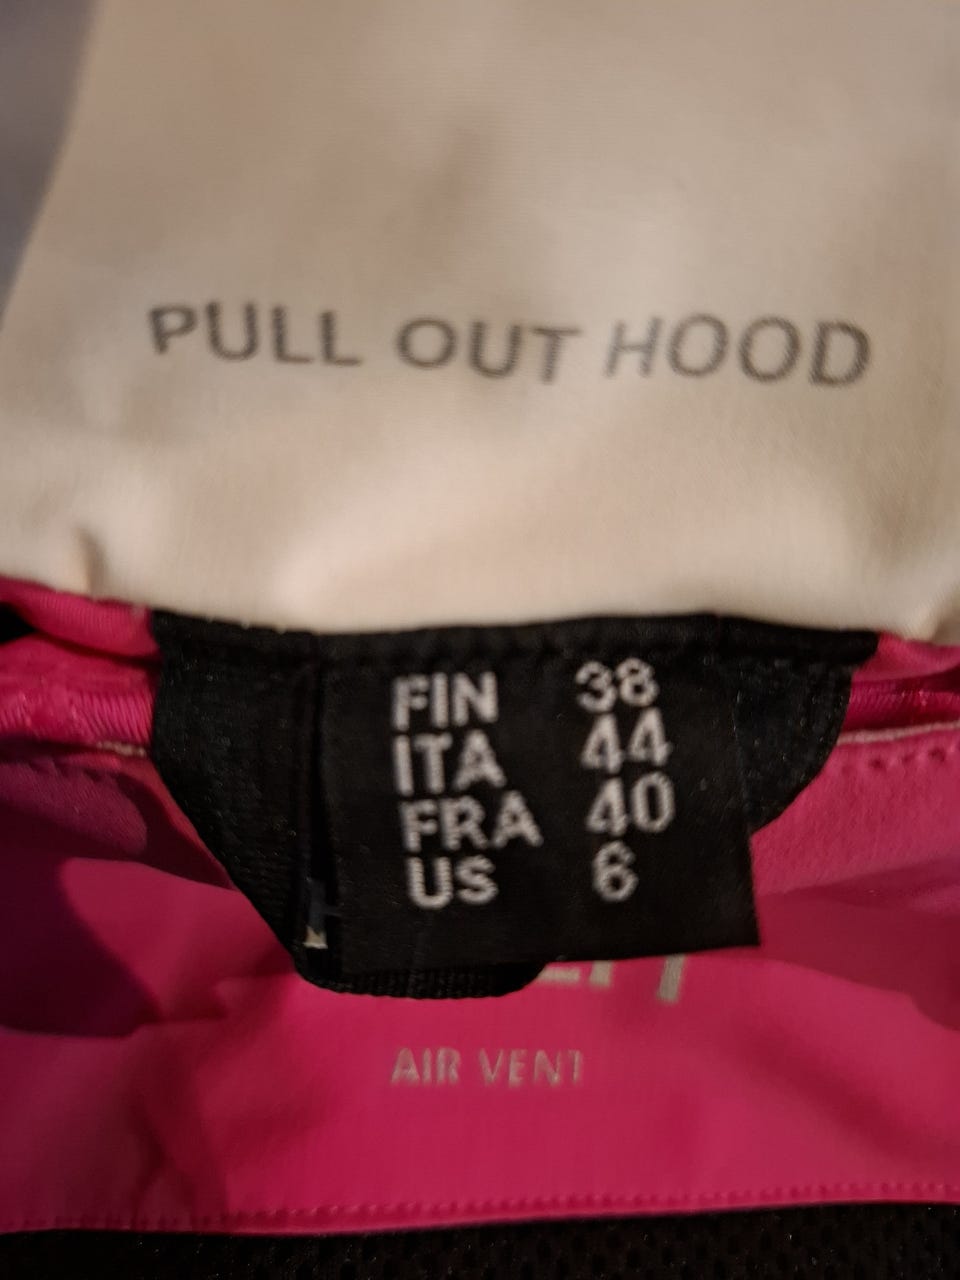 PULL OUT HOOD
FIN 38
ITA 44
FRA 40
US 6
AIR VENT